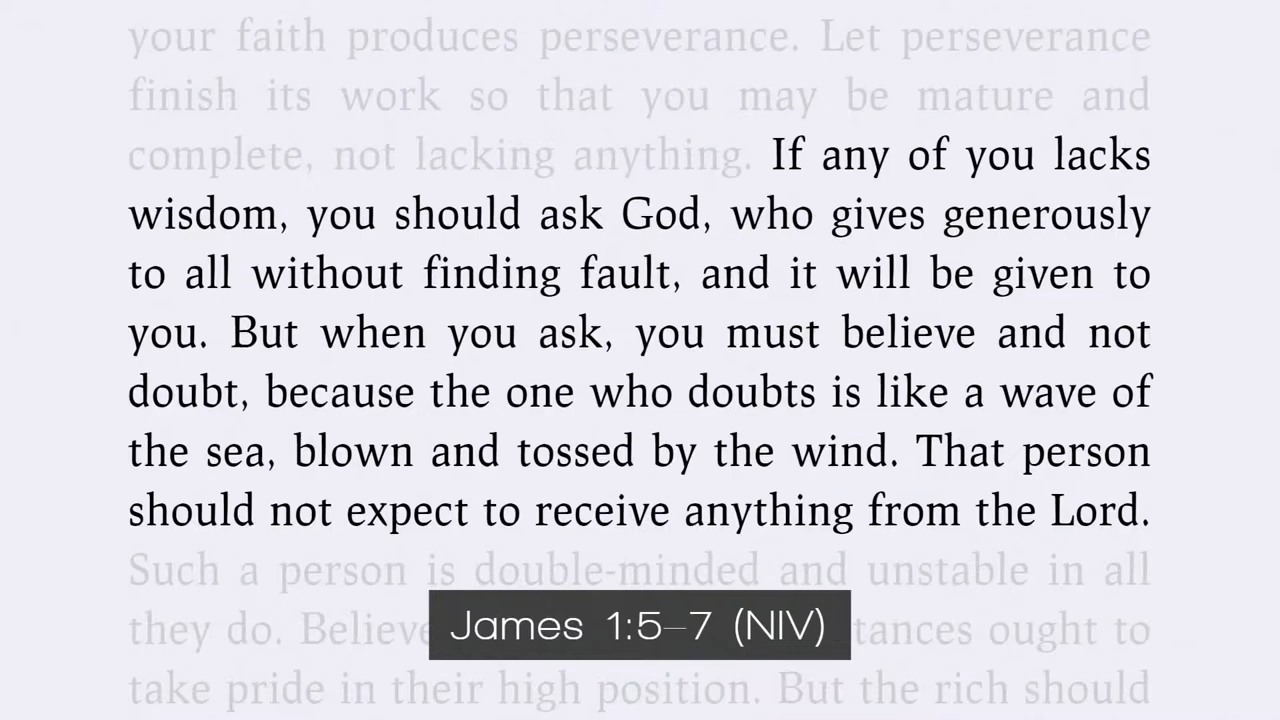 your faith produces perseverance. Let perseverance
finish its work so that you may be mature and
complete, not lacking anything. If any of you lacks
wisdom, you should ask God, who gives generously
to all without finding fault, and it will be given to
you. But when you ask, you must believe and not
doubt, because the one who doubts is like a wave of
the sea, blown and tossed by the wind. That person
should not expect to receive anything from the Lord.
Such a person is double-minded and unstable in all
they do. Believe tances ought to
take pride in their high position. But the rich should
James 1:5–7 (NIV)